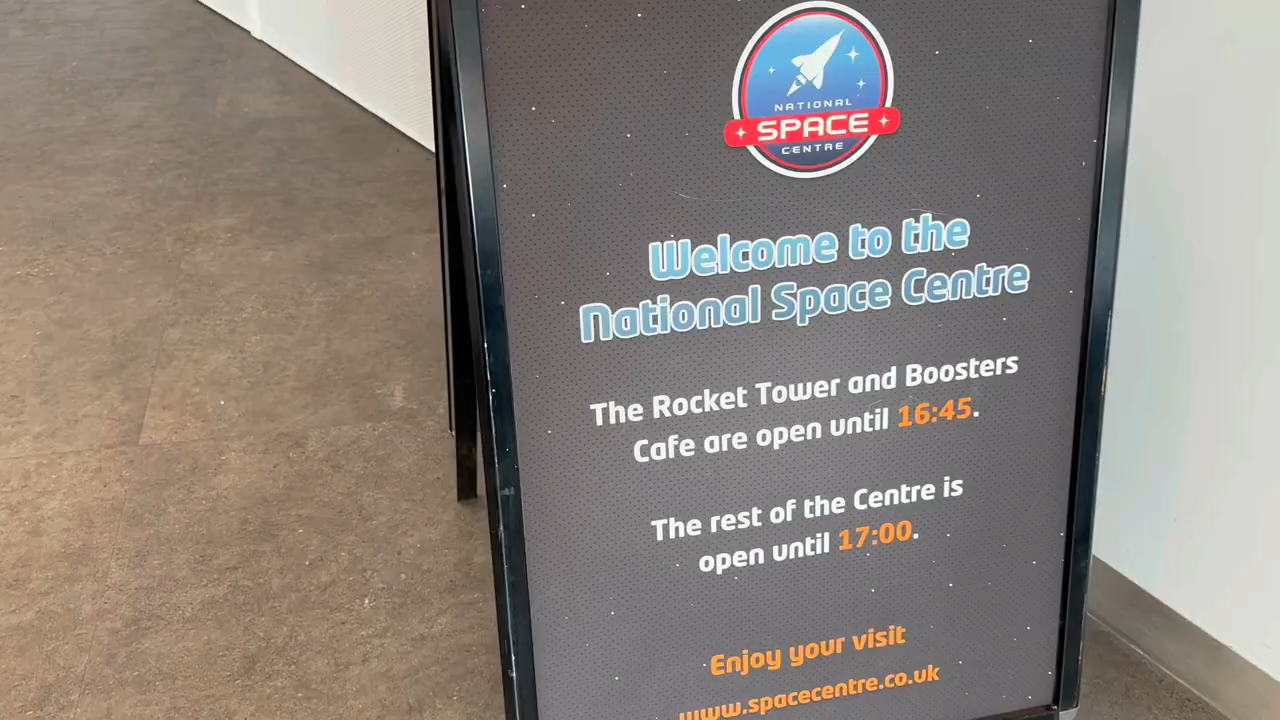 NATIONAL
SPACE
CENTRE
Welcome to the
National Space Centre
The Rocket Tower and Boosters
Cafe are open until 16:45.
The rest of the Centre is
open until 17:00.
Enjoy your visit
www.spacecentre.co.uk